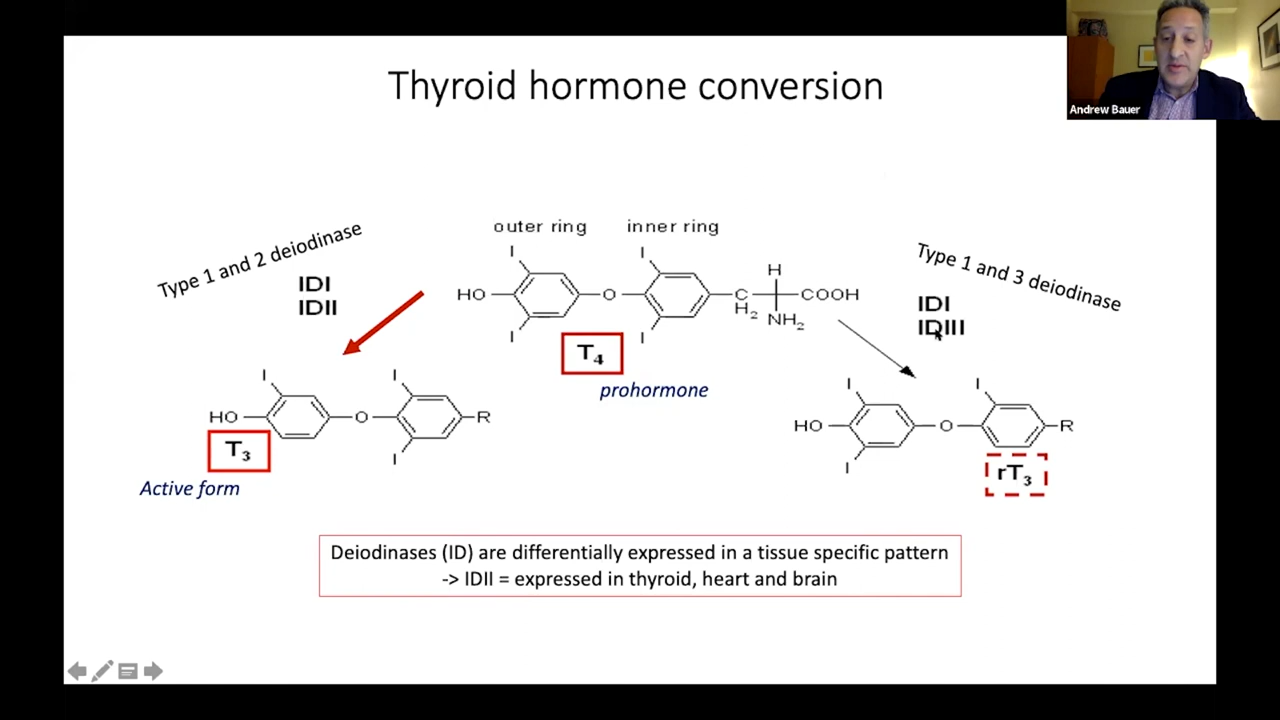 Thyroid hormone conversion
Andrew Bauer
Type 1 and 2 deiodinase
IDI
IDII
outer ring
inner ring
Type 1 and 3 deiodinase
IDI
IDIII
I
I
H
HO
O
C
H2
COOH
NH2
I
I
T4
prohormone
I
I
HO
O
R
I
T3
Active form
I
I
HO
O
R
I
rT3
Deiodinases (ID) are differentially expressed in a tissue specific pattern
-> IDII = expressed in thyroid, heart and brain